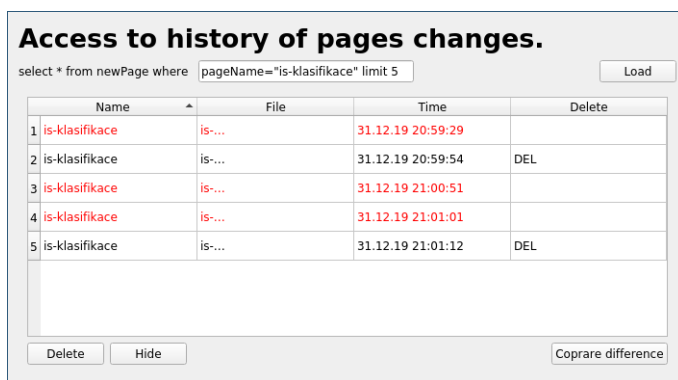 Access to history of pages changes.
select * from newPage where pageName="is-klasifikace" limit 5 Load
Name File Time Delete
1 is-klasifikace is-... 31.12.19 20:59:29
2 is-klasifikace is-... 31.12.19 20:59:54 DEL
3 is-klasifikace is-... 31.12.19 21:00:51
4 is-klasifikace is-... 31.12.19 21:01:01
5 is-klasifikace is-... 31.12.19 21:01:12 DEL
Delete Hide Coprare difference